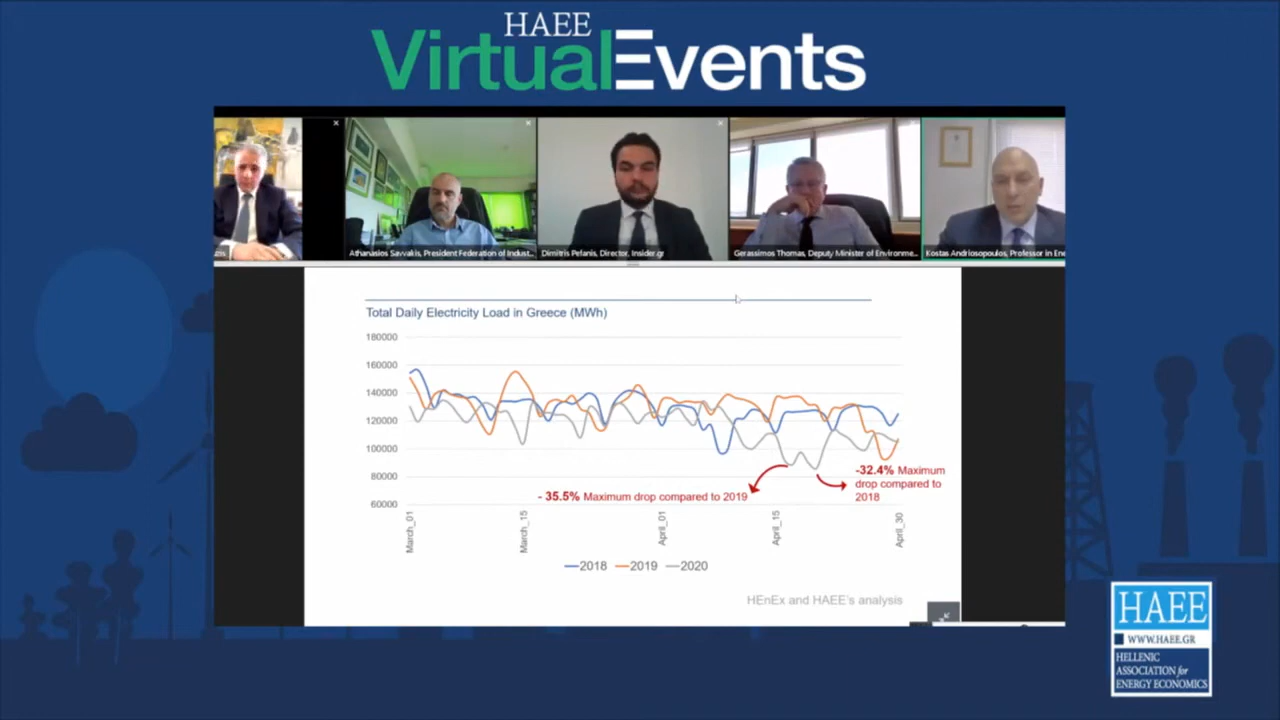 HAEE
VirtualEvents
Athanasios Savvakis, President Federation of Indust...
Dimitris Pefanis, Director, Insider.gr
Gerassimos Thomas, Deputy Minister of Environme...
Kostas Andriosopoulos, Professor in Ene
Total Daily Electricity Load in Greece (MWh)
180000
160000
140000
120000
100000
80000
60000
- 35.5% Maximum drop compared to 2019
-32.4% Maximum
drop compared to
2018
March_01
March_15
April_01
April_15
April_30
2018
2019
2020
HEnEx and HAEE's analysis
HAEE
WWW.HAEE.GR
HELLENIC
ASSOCIATION for
ENERGY ECONOMICS